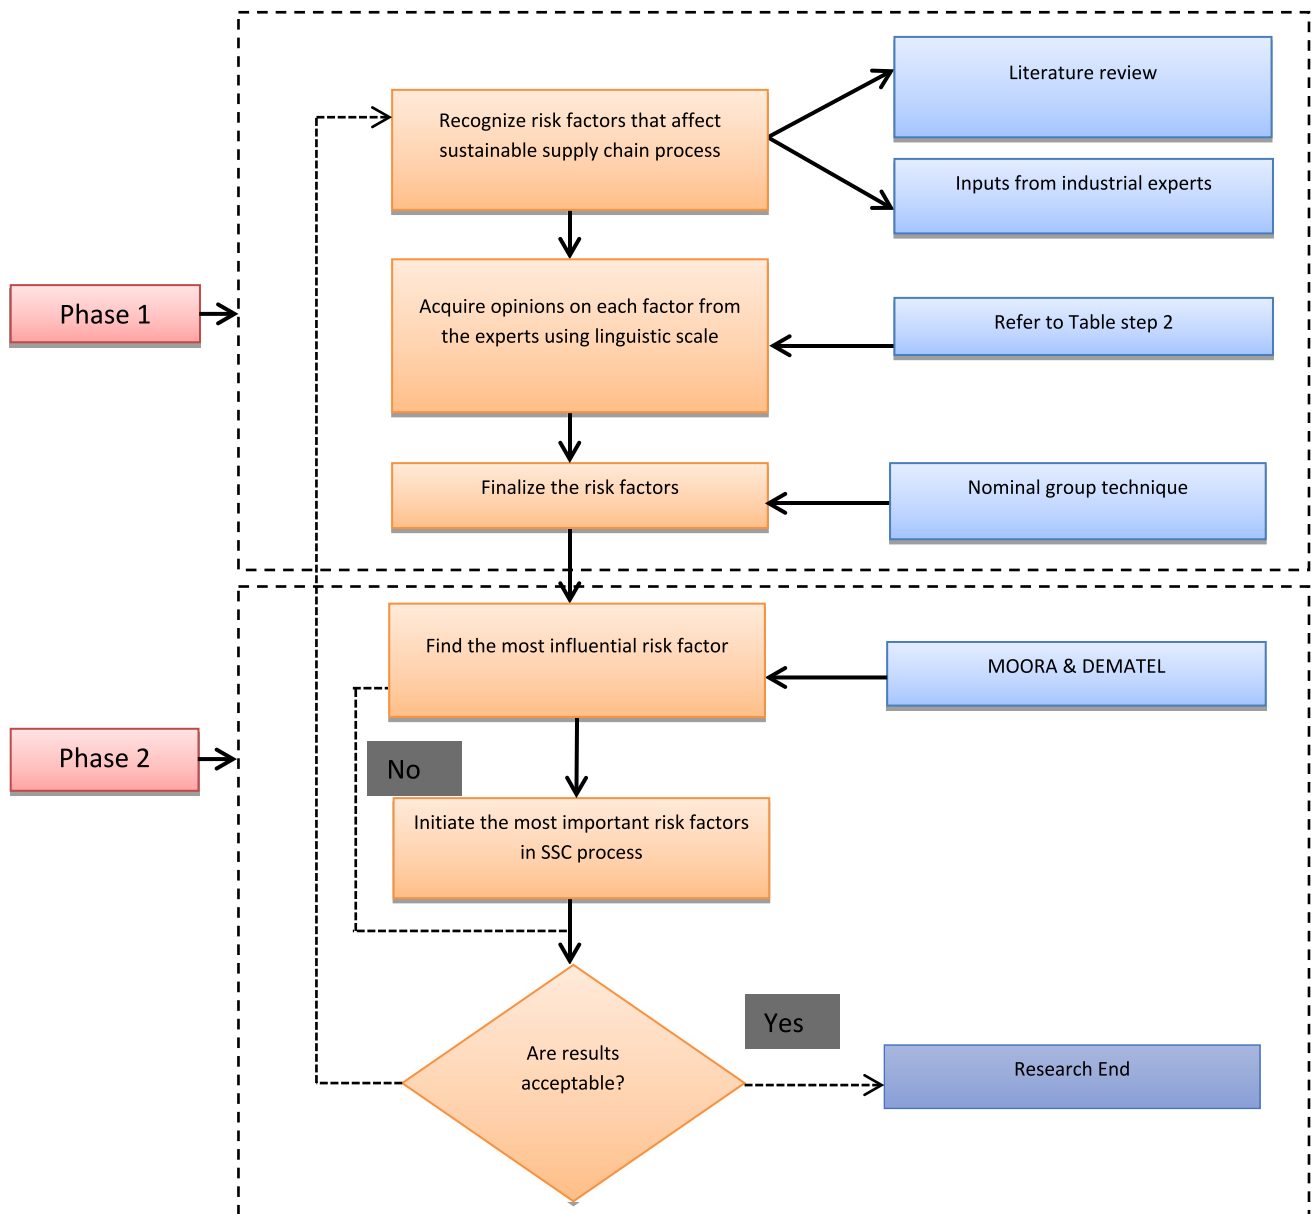 Literature review
Recognize risk factors that affect
sustainable supply chain process
Inputs from industrial experts
Phase 1
Acquire opinions on each factor from
the experts using linguistic scale
Refer to Table step 2
Finalize the risk factors
Nominal group technique
Find the most influential risk factor
MOORA & DEMATEL
Phase 2
No
Initiate the most important risk factors
in SSC process
Yes
Are results
acceptable?
Research End